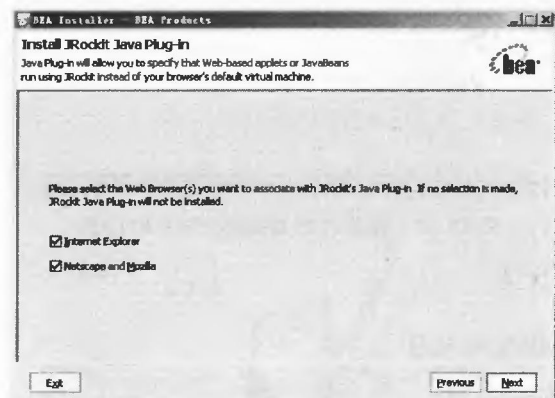 BEA Installer - BEA Products
Install JRockit Java Plug-in
Java Plug-in will allow you to specify that Web-based applets or JavaBeans
run using JRockit instead of your browser's default virtual machine.
bea
Please select the Web Browser(s) you want to associate with JRockit's Java Plug-in. If no selection is made,
JRockit Java Plug-in will not be installed.
Internet Explorer
Netscape and Mozilla
Exit
Previous
Next